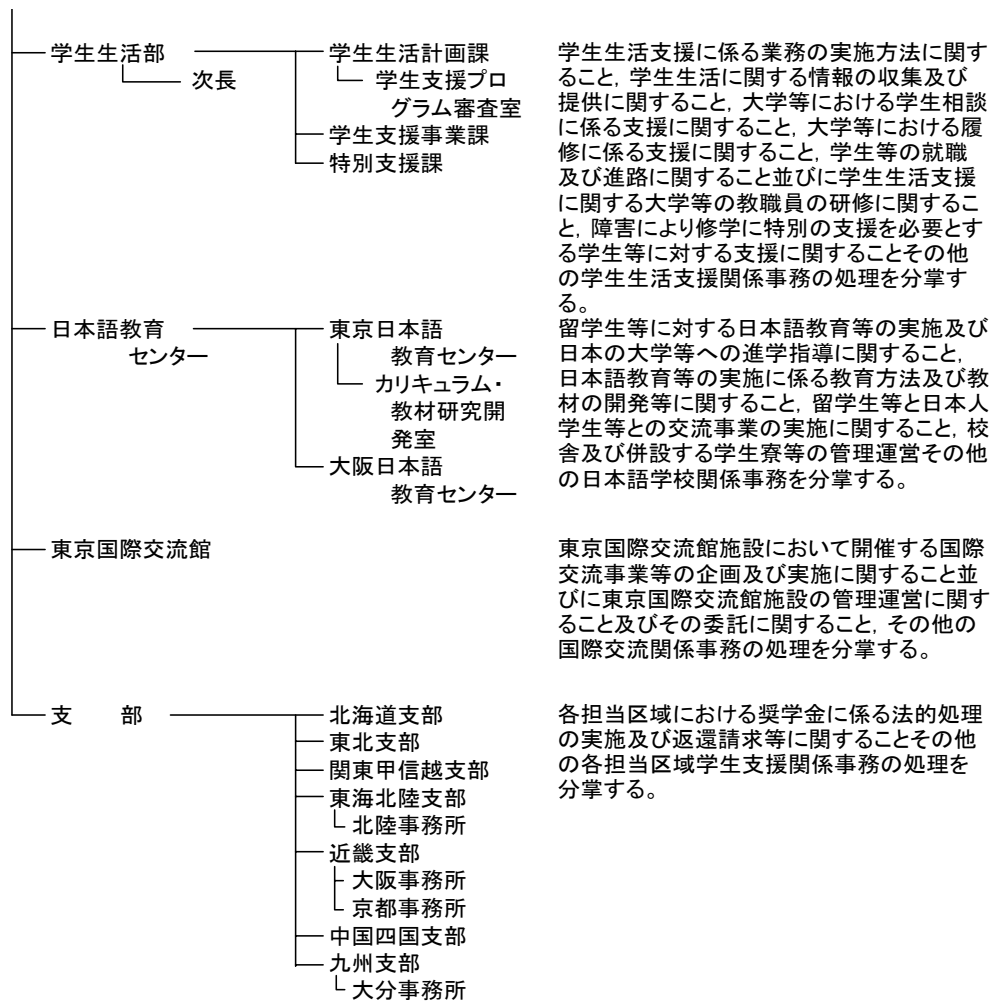 学生生活部
次長
学生生活計画課
学生支援プロ
グラム審査室
学生支援事業課
特別支援課
学生生活支援に係る業務の実施方法に関す
ること，学生生活に関する情報の収集及び
提供に関すること，大学等における学生相談
に係る支援に関すること，大学等における履
修に係る支援に関すること，学生等の就職
及び進路に関すること並びに学生生活支援
に関する大学等の教職員の研修に関するこ
と，障害により修学に特別の支援を必要とす
る学生等に対する支援に関することその他
の学生生活支援関係事務の処理を分掌す
る。
日本語教育
センター
東京日本語
教育センター
カリキュラム・
教材研究開
発室
大阪日本語
教育センター
留学生等に対する日本語教育等の実施及び
日本の大学等への進学指導に関すること，
日本語教育等の実施に係る教育方法及び教
材の開発等に関すること，留学生等と日本人
学生等との交流事業の実施に関すること，校
舎及び併設する学生寮等の管理運営その他
の日本語学校関係事務を分掌する。
東京国際交流館
東京国際交流館施設において開催する国際
交流事業等の企画及び実施に関すること並
びに東京国際交流館施設の管理運営に関す
ること及びその委託に関すること，その他の
国際交流関係事務の処理を分掌する。
支　部
北海道支部
東北支部
関東甲信越支部
東海北陸支部
北陸事務所
近畿支部
大阪事務所
京都事務所
中国四国支部
九州支部
大分事務所
各担当区域における奨学金に係る法的処理
の実施及び返還請求等に関することその他
の各担当区域学生支援関係事務の処理を
分掌する。